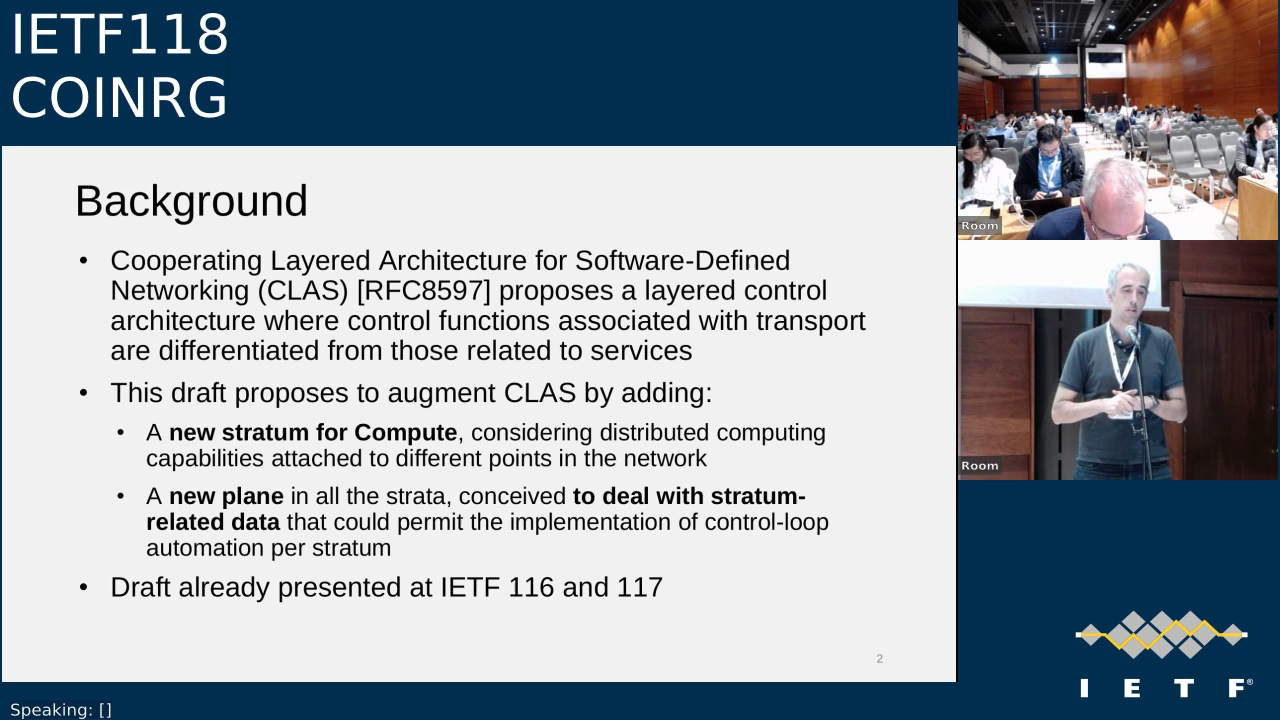 IETF118
COINRG
Background
• Cooperating Layered Architecture for Software-Defined
Networking (CLAS) [RFC8597] proposes a layered control
architecture where control functions associated with transport
are differentiated from those related to services
• This draft proposes to augment CLAS by adding:
• A new stratum for Compute, considering distributed computing
capabilities attached to different points in the network
• A new plane in all the strata, conceived to deal with stratum-
related data that could permit the implementation of control-loop
automation per stratum
• Draft already presented at IETF 116 and 117
2
Room
Room
I E T F®
Speaking: []